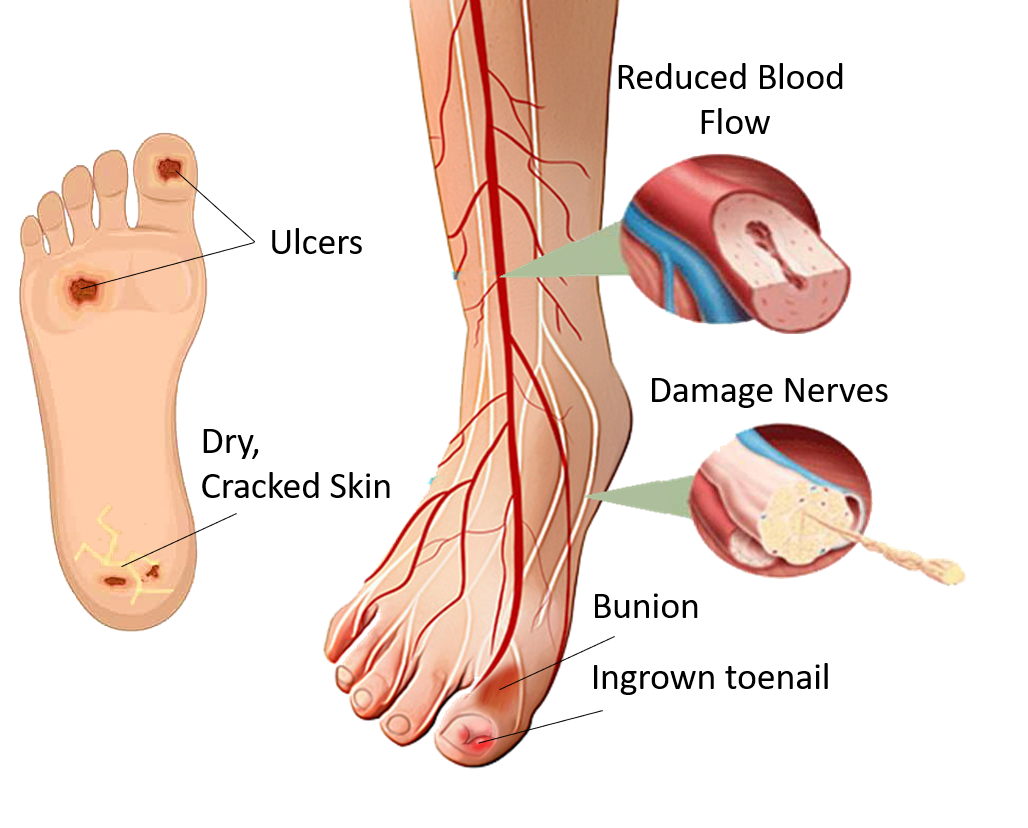 Reduced Blood
Flow
Ulcers
Damage Nerves
Dry,
Cracked Skin
Bunion
Ingrown toenail